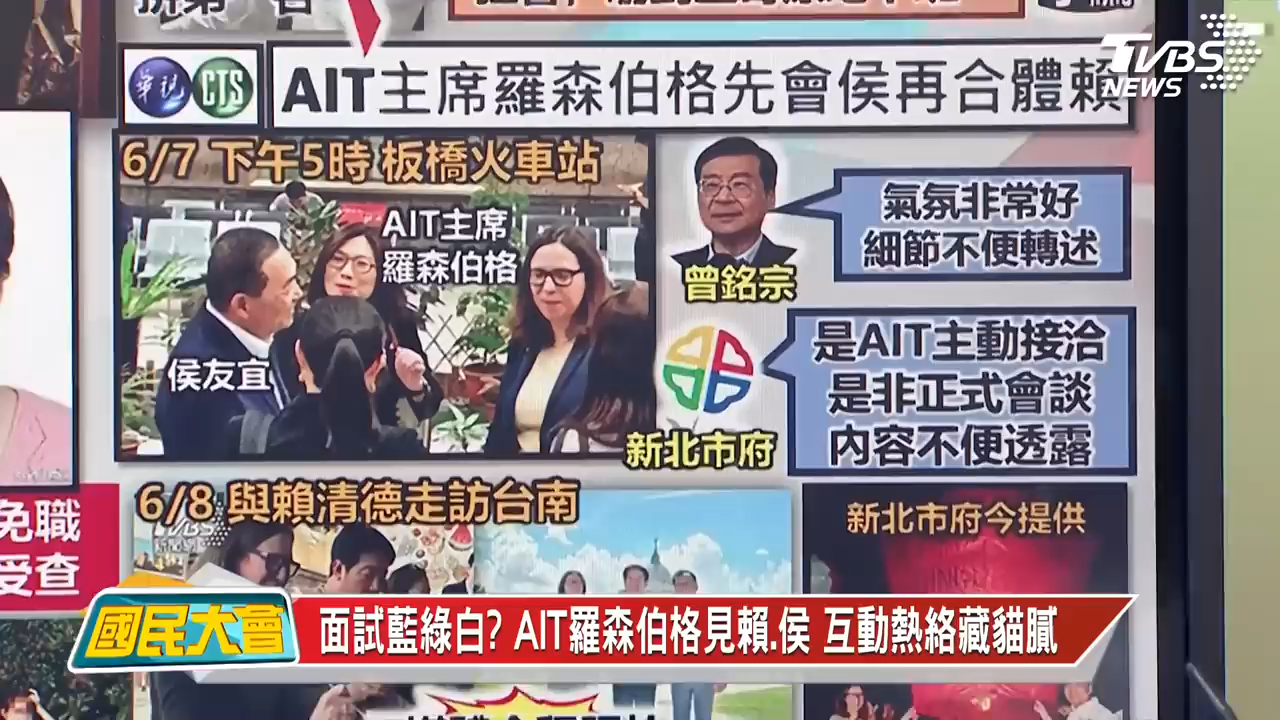 TVBS
NEWS
華視 CTS
AIT主席羅森伯格先會侯再合體賴
6/7 下午5時 板橋火車站
AIT主席
羅森伯格
侯友宜
曾銘宗
氣氛非常好
細節不便轉述
新北市府
是AIT主動接洽
是非正式會談
內容不便透露
免職
受查
6/8 與賴清德走訪台南
TVBS
新北市府今提供
國民大會
面試藍綠白? AIT羅森伯格見賴.侯 互動熱絡藏貓膩